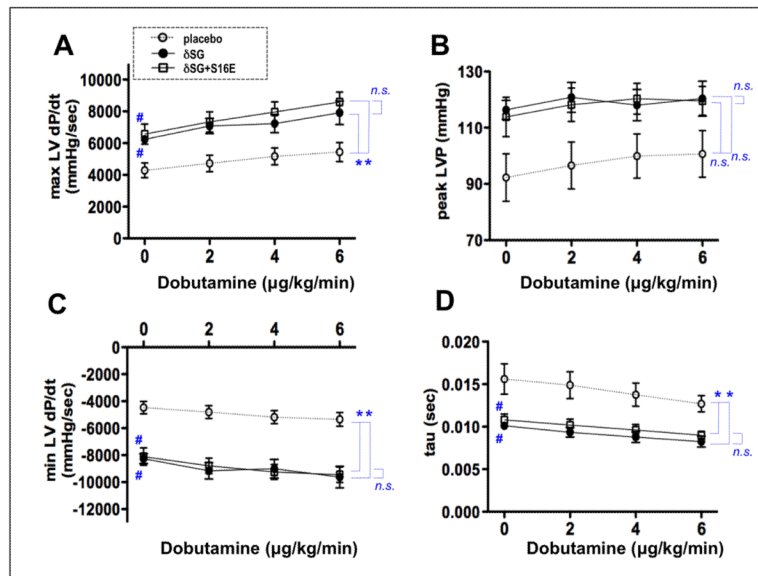 A
placebo
δSG
δSG+S16E
max LV dP/dt
(mmHg/sec)
10000
8000
6000
4000
2000
0
#
#
n.s.
**
0 2 4 6
Dobutamine (µg/kg/min)
B
peak LVP (mmHg)
130
110
90
70
n.s.
n.s. n.s.
0 2 4 6
Dobutamine (µg/kg/min)
C
0 2 4 6
min LV dP/dt
(mmHg/sec)
0
-2000
-4000
-6000
-8000
-10000
-12000
#
#
**
n.s.
Dobutamine (µg/kg/min)
D
tau (sec)
0.020
0.015
0.010
0.005
0.000
#
#
**
n.s.
0 2 4 6
Dobutamine (µg/kg/min)